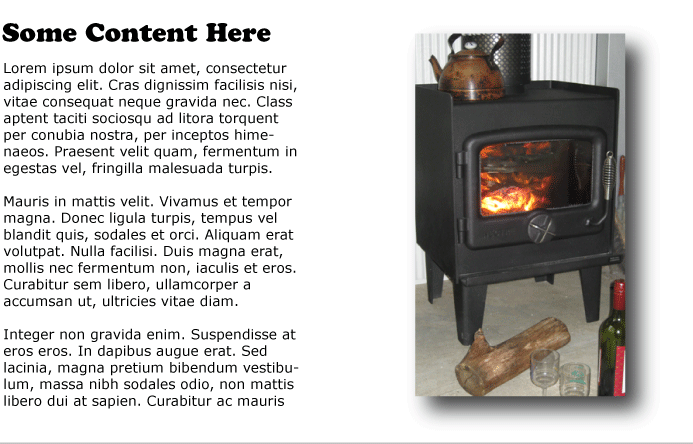 Some Content Here
Lorem ipsum dolor sit amet, consectetur
adipiscing elit. Cras dignissim facilisis nisi,
vitae consequat neque gravida nec. Class
aptent taciti sociosqu ad litora torquent
per conubia nostra, per inceptos hime-
naeos. Praesent velit quam, fermentum in
egestas vel, fringilla malesuada turpis.
Mauris in mattis velit. Vivamus et tempor
magna. Donec ligula turpis, tempus vel
blandit quis, sodales et orci. Aliquam erat
volutpat. Nulla facilisi. Duis magna erat,
mollis nec fermentum non, iaculis et eros.
Curabitur sem libero, ullamcorper a
accumsan ut, ultricies vitae diam.
Integer non gravida enim. Suspendisse at
eros eros. In dapibus augue erat. Sed
lacinia, magna pretium bibendum vestibu-
lum, massa nibh sodales odio, non mattis
libero dui at sapien. Curabitur ac mauris